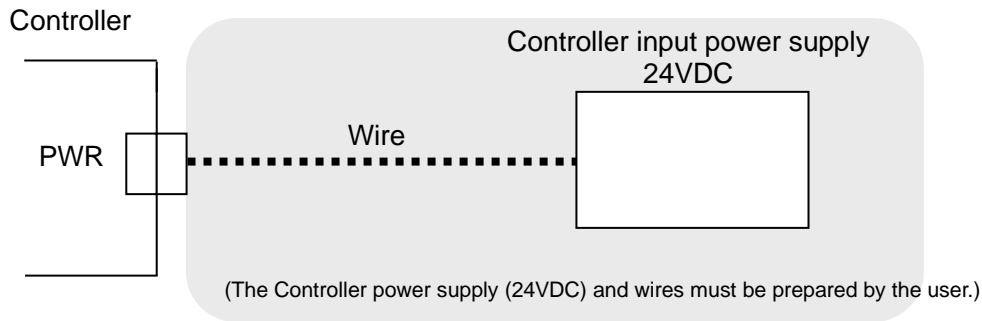 Controller
Controller input power supply
24VDC
Wire
PWR
(The Controller power supply (24VDC) and wires must be prepared by the user.)